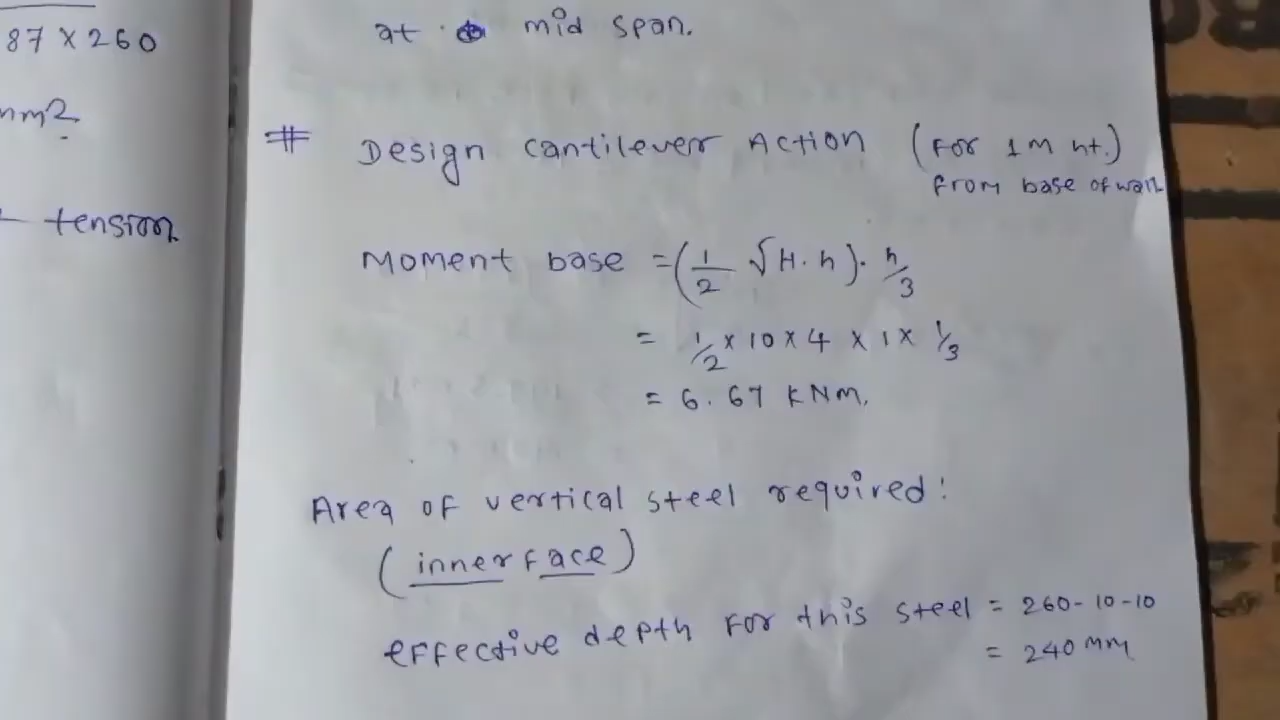 87 × 260
mm2
tension
at mid span.
# Design cantilever Action (For 1m ht.)
From base of wall
Moment base = (1/2 √H.h). h/3
= 1/2 × 10 × 4 × 1 × 1/3
= 6.67 kNm.
Area of vertical steel required:
(inner face)
effective depth for this steel = 260-10-10
= 240 mm